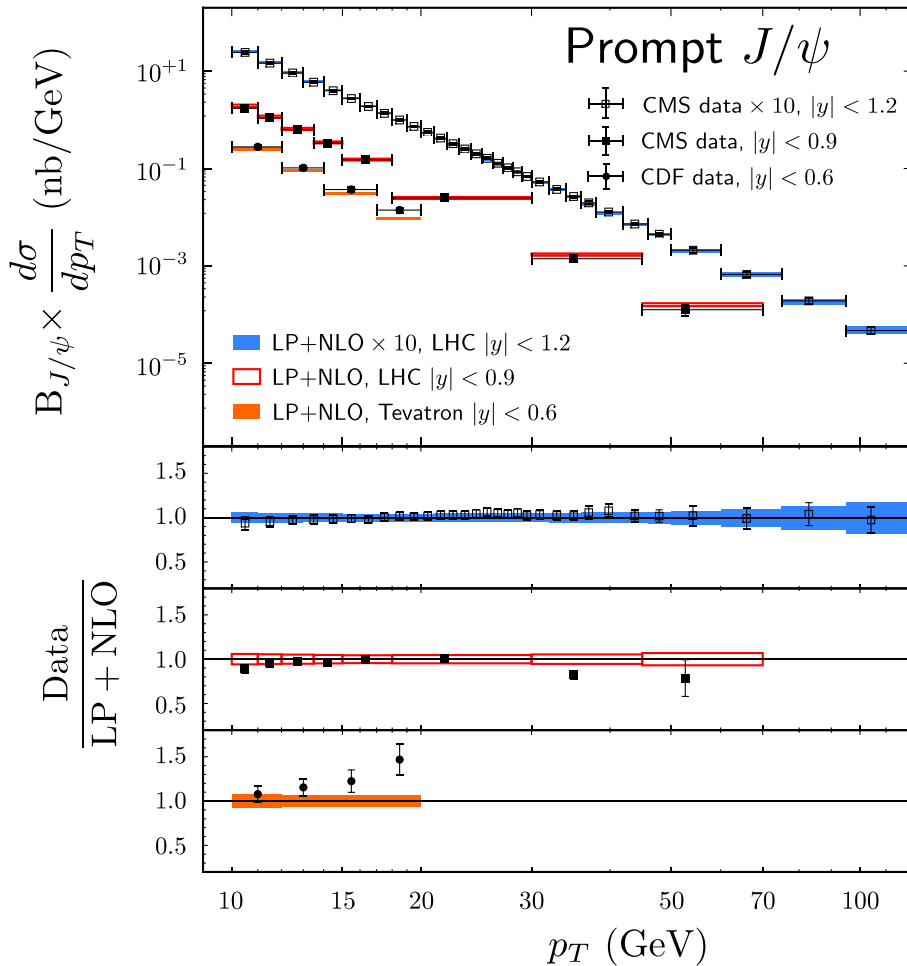 Prompt J/ψ
CMS data × 10, |y| < 1.2
CMS data, |y| < 0.9
CDF data, |y| < 0.6
B_{J/ψ} × dσ/dp_T (nb/GeV)
10^{+1}
10^{−1}
10^{−3}
10^{−5}
LP+NLO × 10, LHC |y| < 1.2
LP+NLO, LHC |y| < 0.9
LP+NLO, Tevatron |y| < 0.6
Data
LP + NLO
1.5
1.0
0.5
1.5
1.0
0.5
1.5
1.0
0.5
10 15 20 30 50 70 100
p_T (GeV)